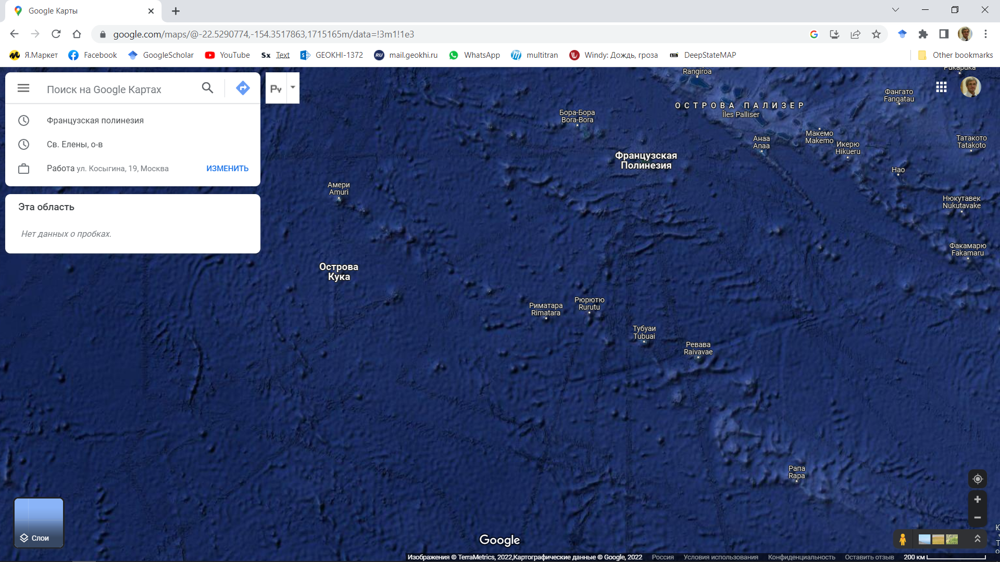 Google Карты
google.com/maps/@-22.5290774,-154.3517863,1715165m/data=!3m1!1e3
Я.Маркет Facebook GoogleScholar YouTube Sx Text GEOKHI-1372 RU mail.geokhi.ru WhatsApp multitran Windy: Дождь, гроза DeepStateMAP Other bookmarks
Поиск на Google Картах
Ру
Французская полинезия
Св. Елены, о-в
Работа ул. Косыгина, 19, Москва ИЗМЕНИТЬ
Эта область
Нет данных о пробках.
Rangiroa
Pukapuka
Фангато
Fangatau
ОСТРОВА ПАЛИЗЕР
Îles Palliser
Бора-Бора
Bora-Bora
Анаа
Anaa
Макемо
Makemo
Икерю
Hikueru
Татакото
Tatakoto
Французская
Полинезия
Нао
Амери
Amuri
Нюкутавек
Nukutavake
Факамарю
Fakamaru
Острова
Кука
Риматара
Rimatara
Рюрютю
Rurutu
Тубуаи
Tubuai
Ревава
Raivavae
Рапа
Rapa
Слои
Google
Изображения © TerraMetrics, 2022,Картографические данные © Google, 2022 Россия Условия использования Конфиденциальность Оставить отзыв 200 км